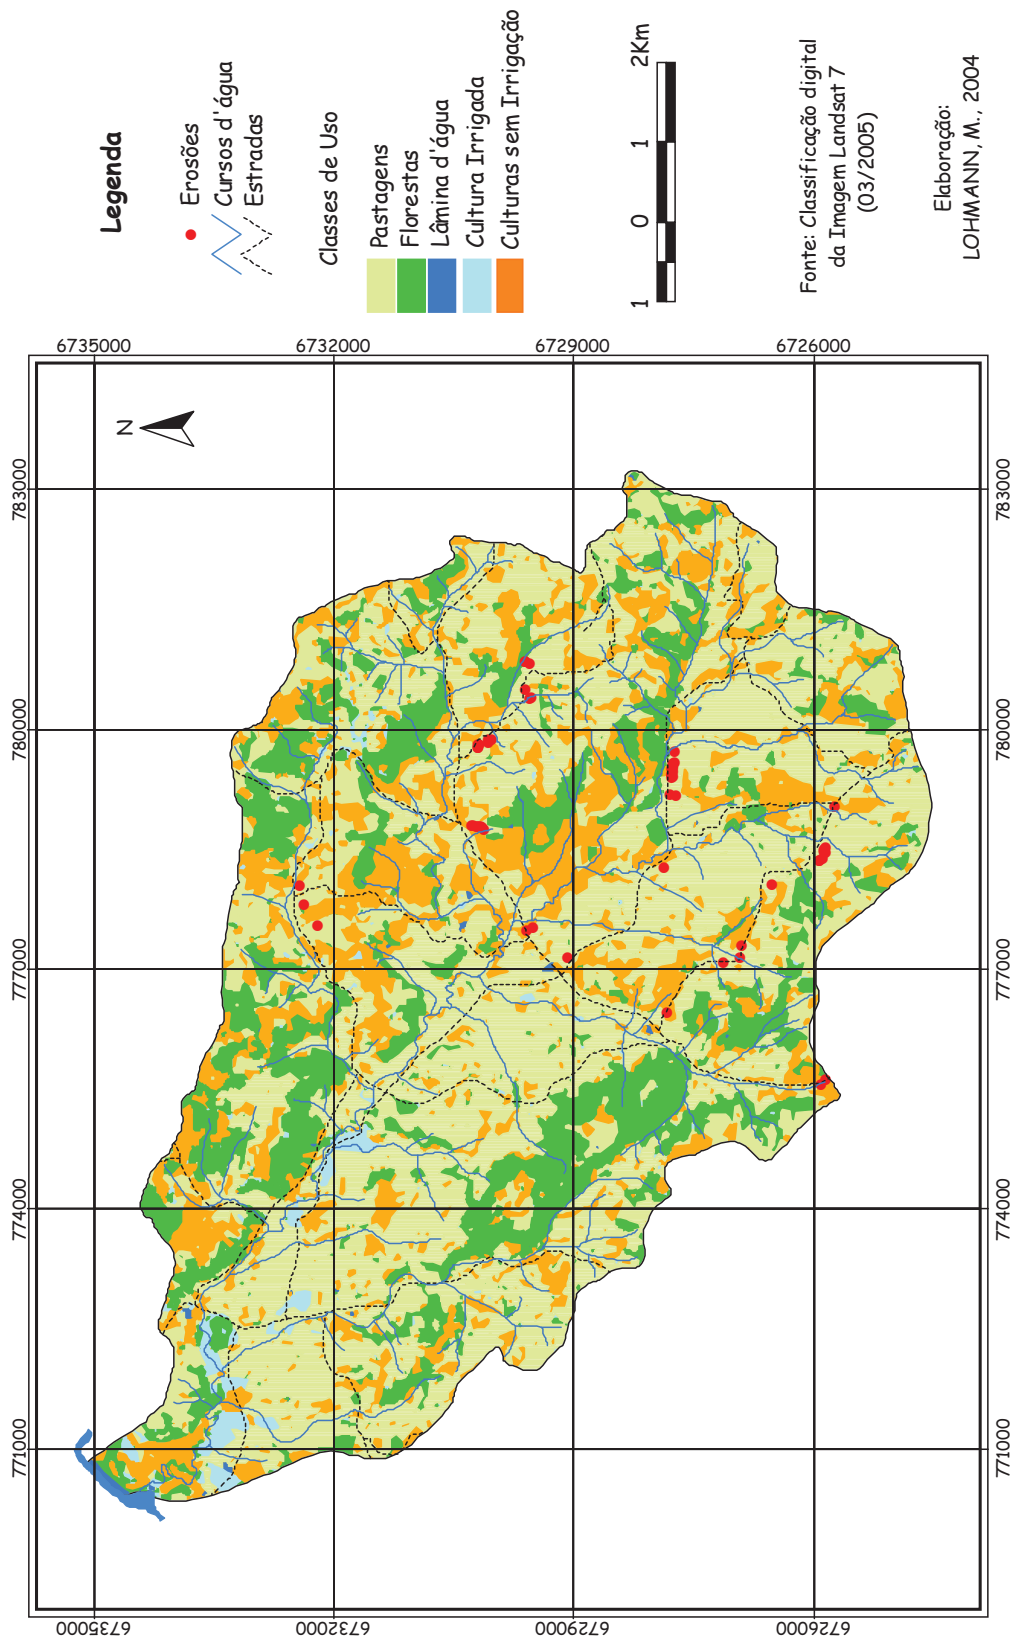 Legenda
Erosões
Cursos d'água
Estradas
Classes de Uso
Pastagens
Florestas
Lâmina d'água
Cultura Irrigada
Culturas sem Irrigação
1 0 1 2Km
Fonte: Classificação digital
da Imagem Landsat 7
(03/2005)
Elaboração:
LOHMANN, M., 2004
N
771000 774000 777000 780000 783000
6735000
6732000
6729000
6726000
6735000
6732000
6729000
6726000
771000 774000 777000 780000 783000